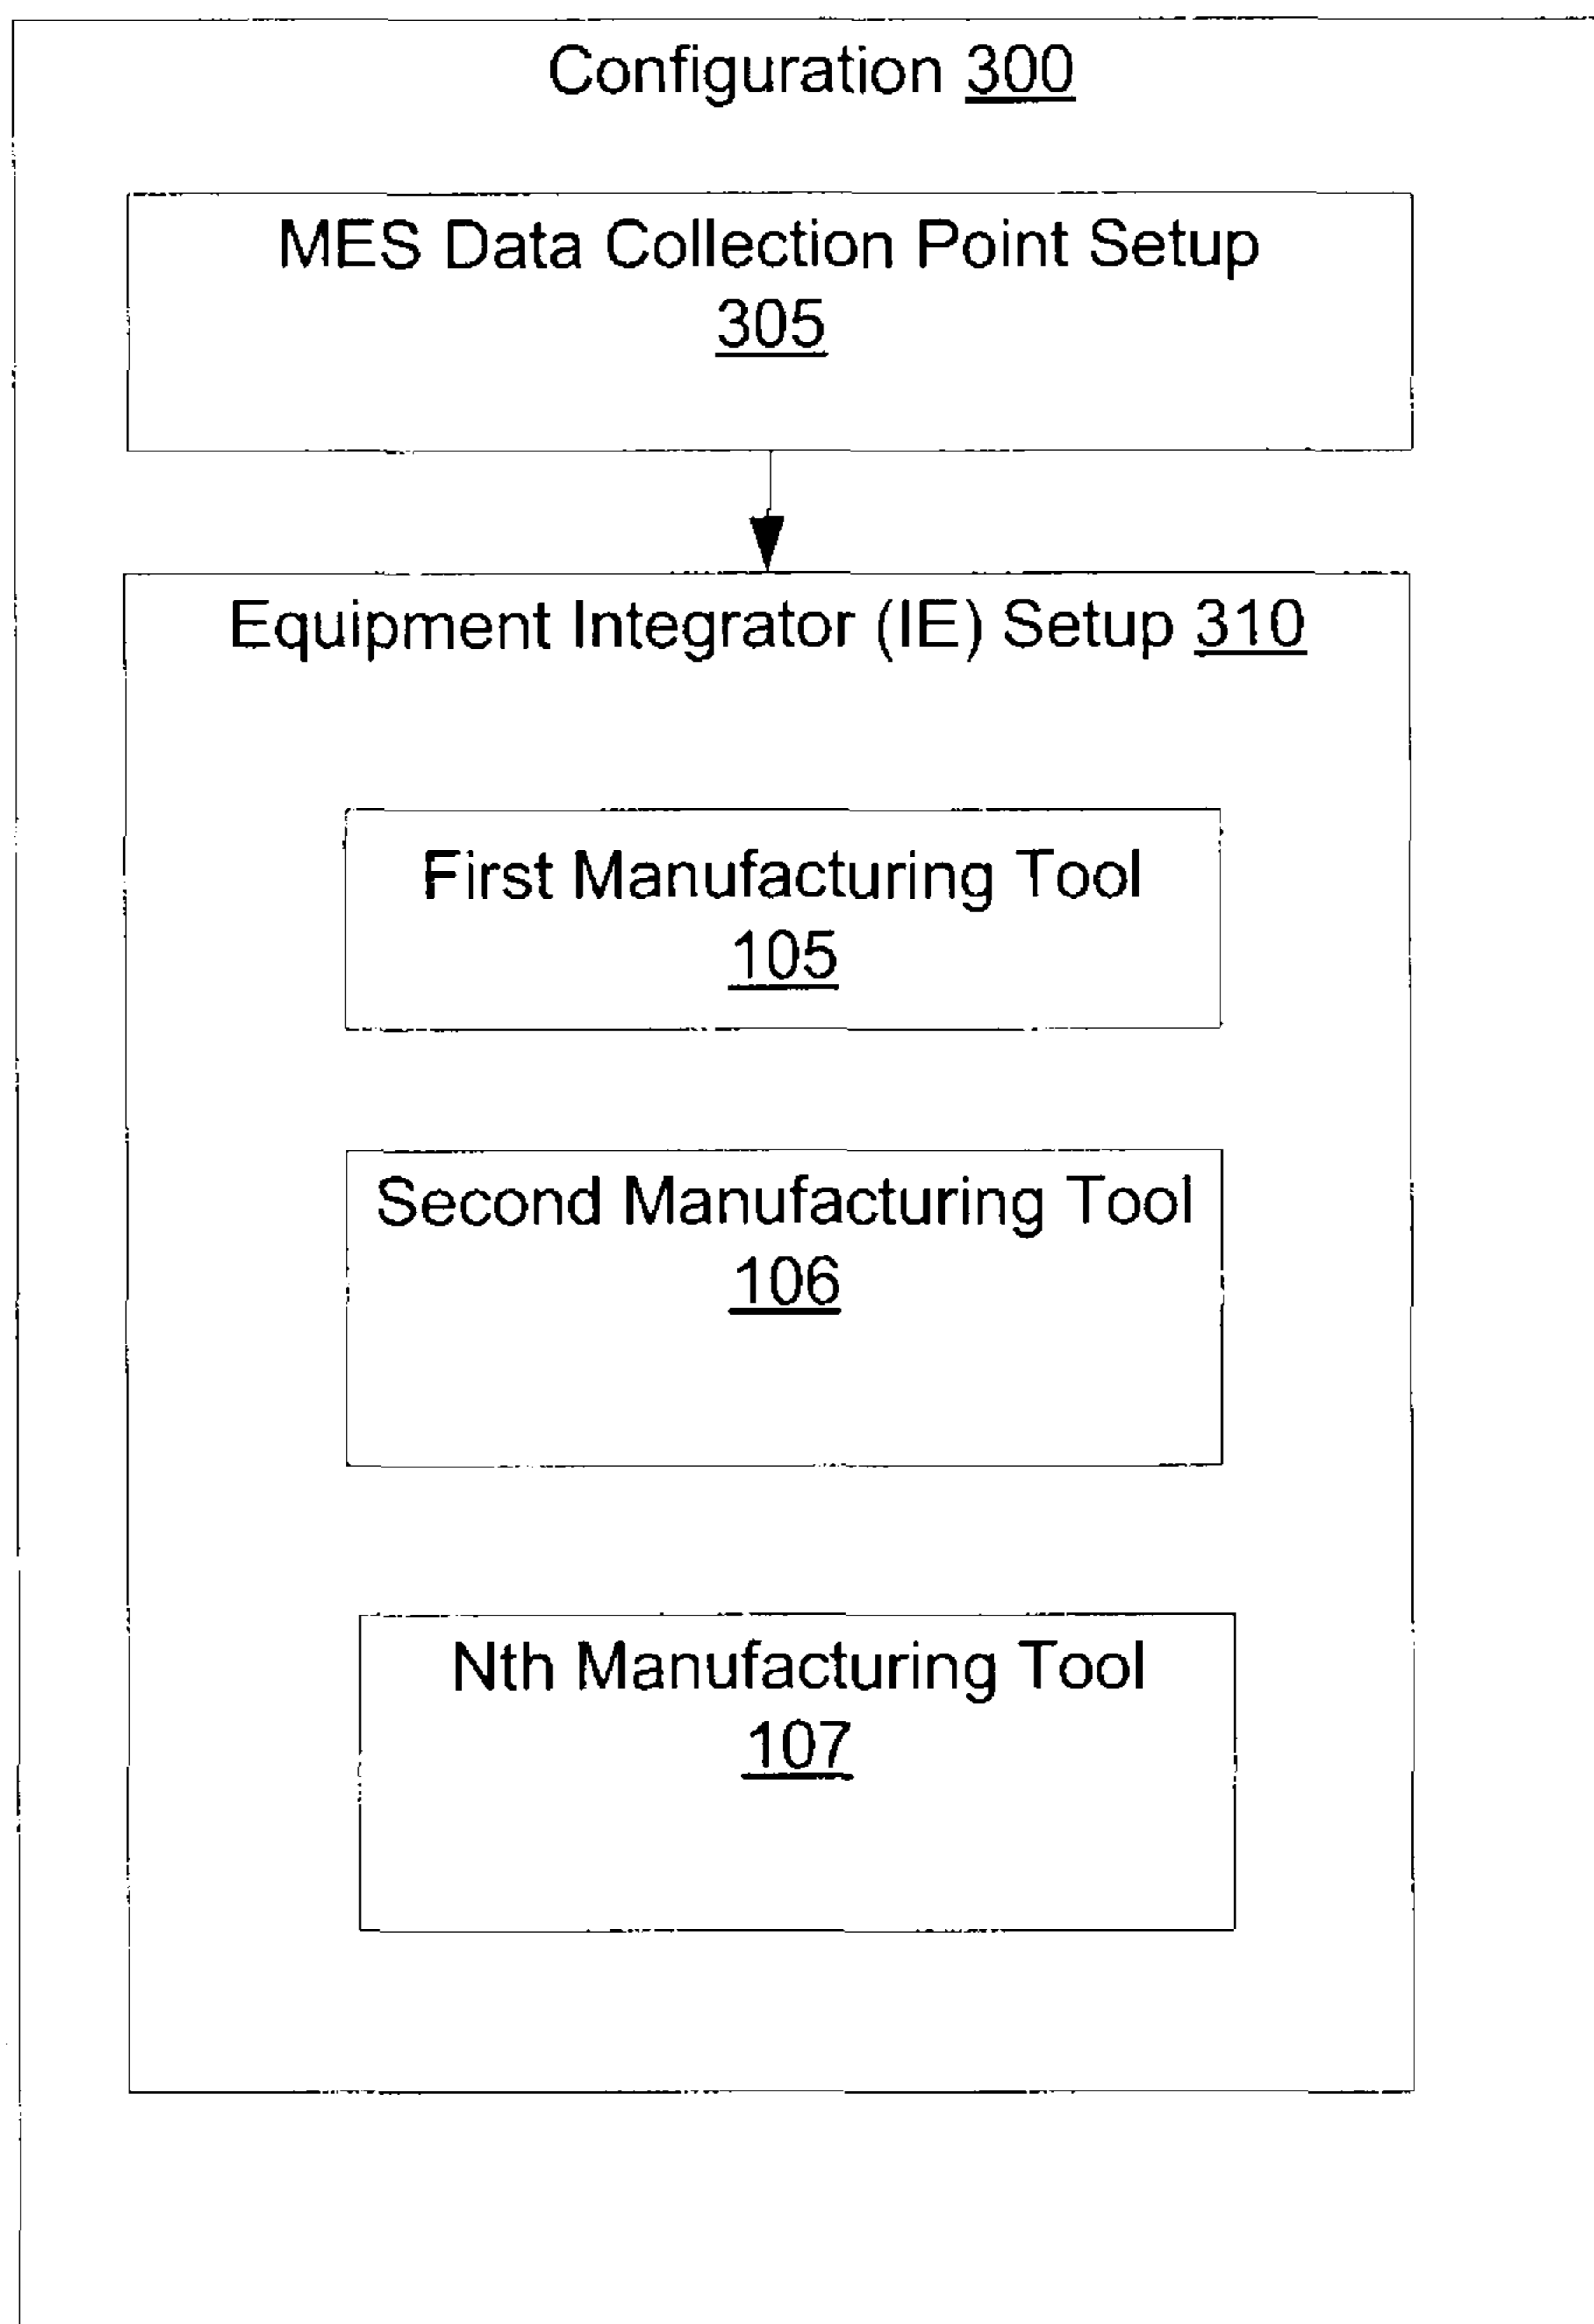 Configuration 300
MES Data Collection Point Setup
305
Equipment Integrator (IE) Setup 310
First Manufacturing Tool
105
Second Manufacturing Tool
106
Nth Manufacturing Tool
107